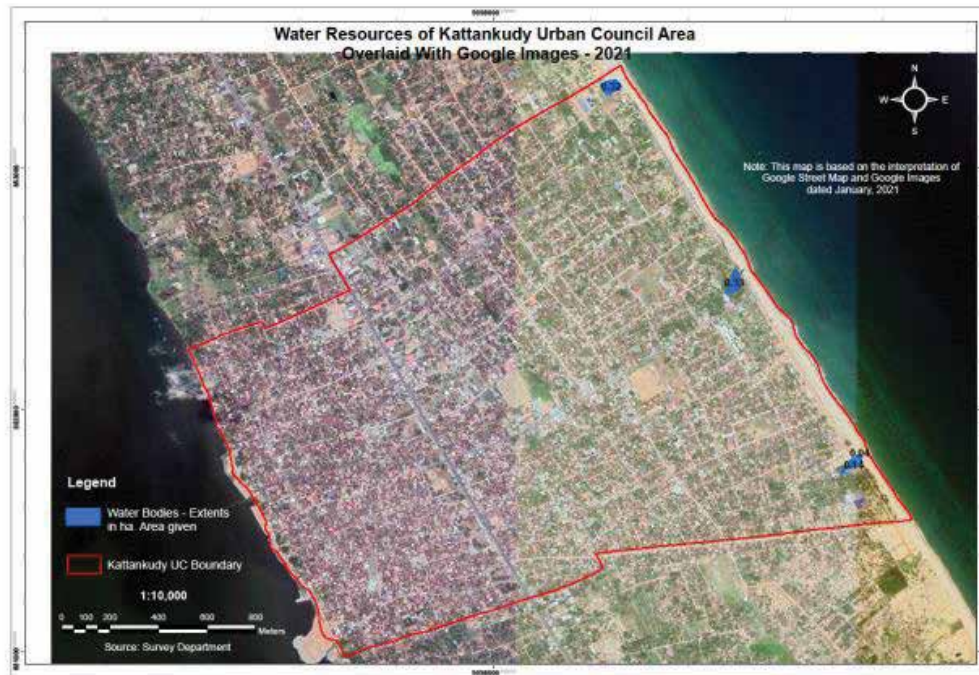 Water Resources of Kattankudy Urban Council Area
Overlaid With Google Images - 2021
N
W E
S
Note: This map is based on the interpretation of
Google Street Map and Google Images
dated January, 2021
0.04
Legend
Water Bodies - Extents
in ha. Area given
Kattankudy UC Boundary
1:10,000
0 100 200 400 600 800
Meters
Source: Survey Department